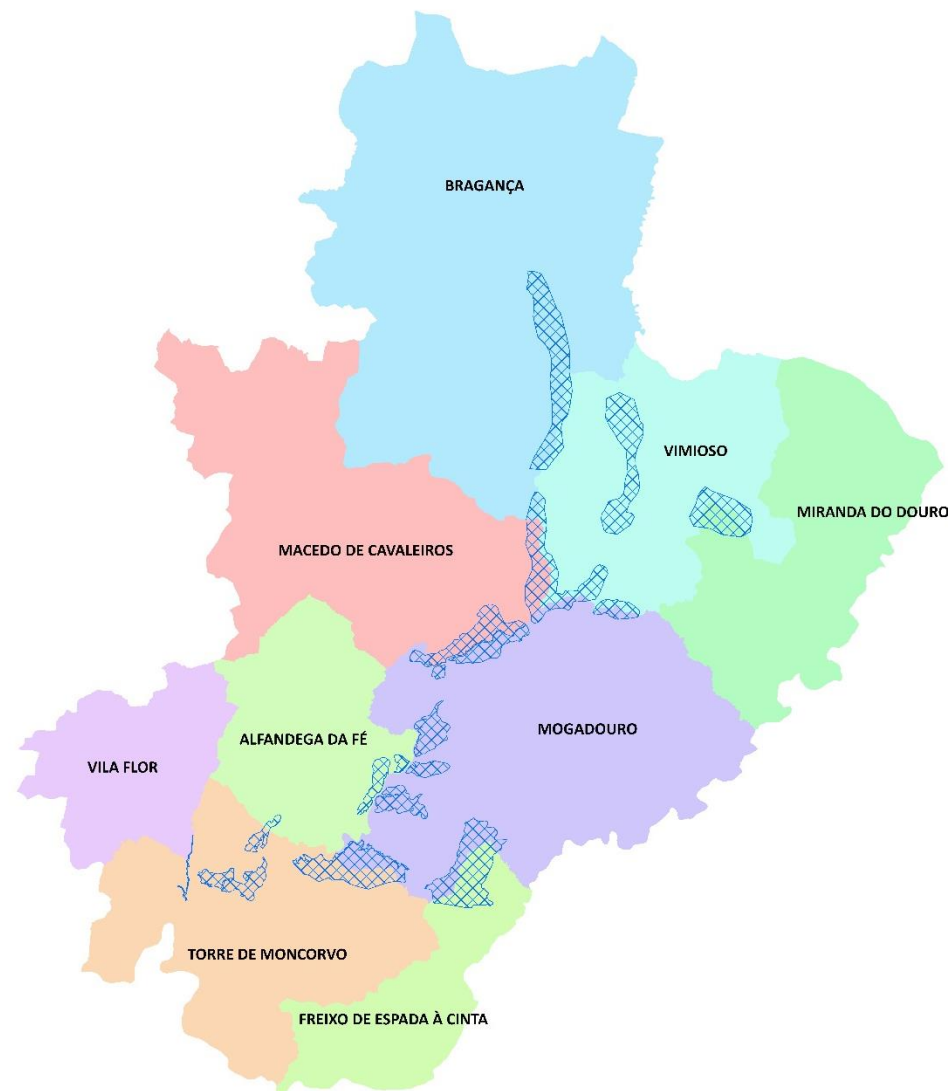 BRAGANÇA
VIMIOSO
MIRANDA DO DOURO
MACEDO DE CAVALEIROS
MOGADOURO
ALFANDEGA DA FÉ
VILA FLOR
TORRE DE MONCORVO
FREIXO DE ESPADA À CINTA